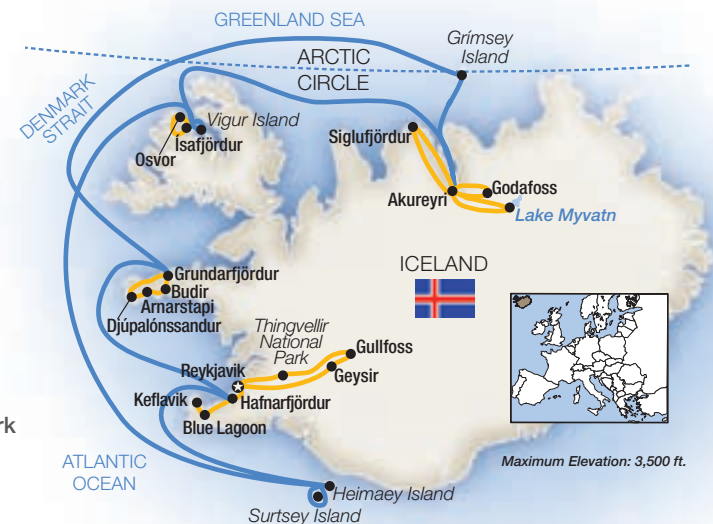 GREENLAND SEA
Grímsey
Island
ARCTIC
CIRCLE
DENMARK
STRAIT
Vigur Island
Osvor
Ísafjördur
Siglufjördur
Akureyri
Godafoss
Lake Myvatn
Grundarfjördur
Budir
Arnarstapi
Djúpalónssandur
ICELAND
Thingvellir
National
Park
Gullfoss
Geysir
Reykjavik
Keflavik
Hafnarfjördur
Blue Lagoon
rk
ATLANTIC
OCEAN
Heimaey Island
Surtsey Island
Maximum Elevation: 3,500 ft.